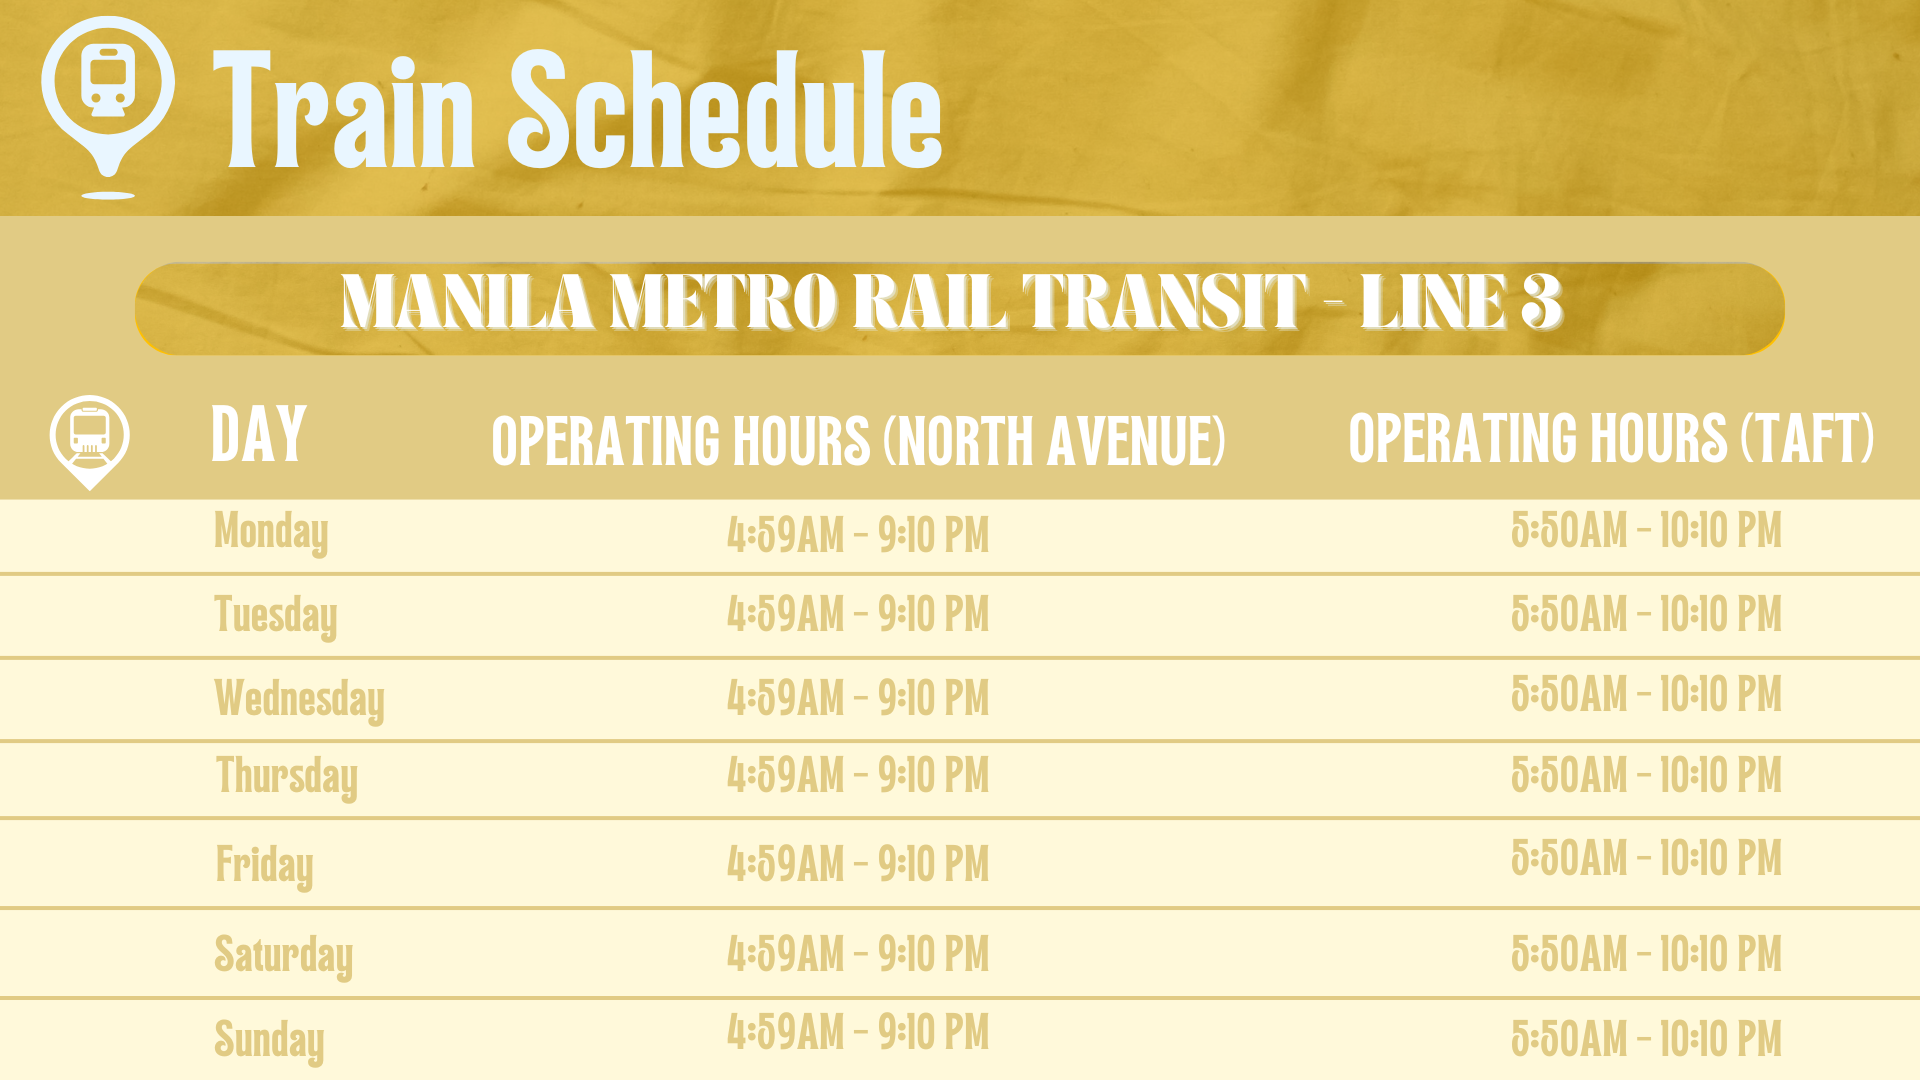 Train Schedule
MANILA METRO RAIL TRANSIT - LINE 3
DAY OPERATING HOURS (NORTH AVENUE) OPERATING HOURS (TAFT)
Monday 4:59AM - 9:10 PM 5:50AM - 10:10 PM
Tuesday 4:59AM - 9:10 PM 5:50AM - 10:10 PM
Wednesday 4:59AM - 9:10 PM 5:50AM - 10:10 PM
Thursday 4:59AM - 9:10 PM 5:50AM - 10:10 PM
Friday 4:59AM - 9:10 PM 5:50AM - 10:10 PM
Saturday 4:59AM - 9:10 PM 5:50AM - 10:10 PM
Sunday 4:59AM - 9:10 PM 5:50AM - 10:10 PM